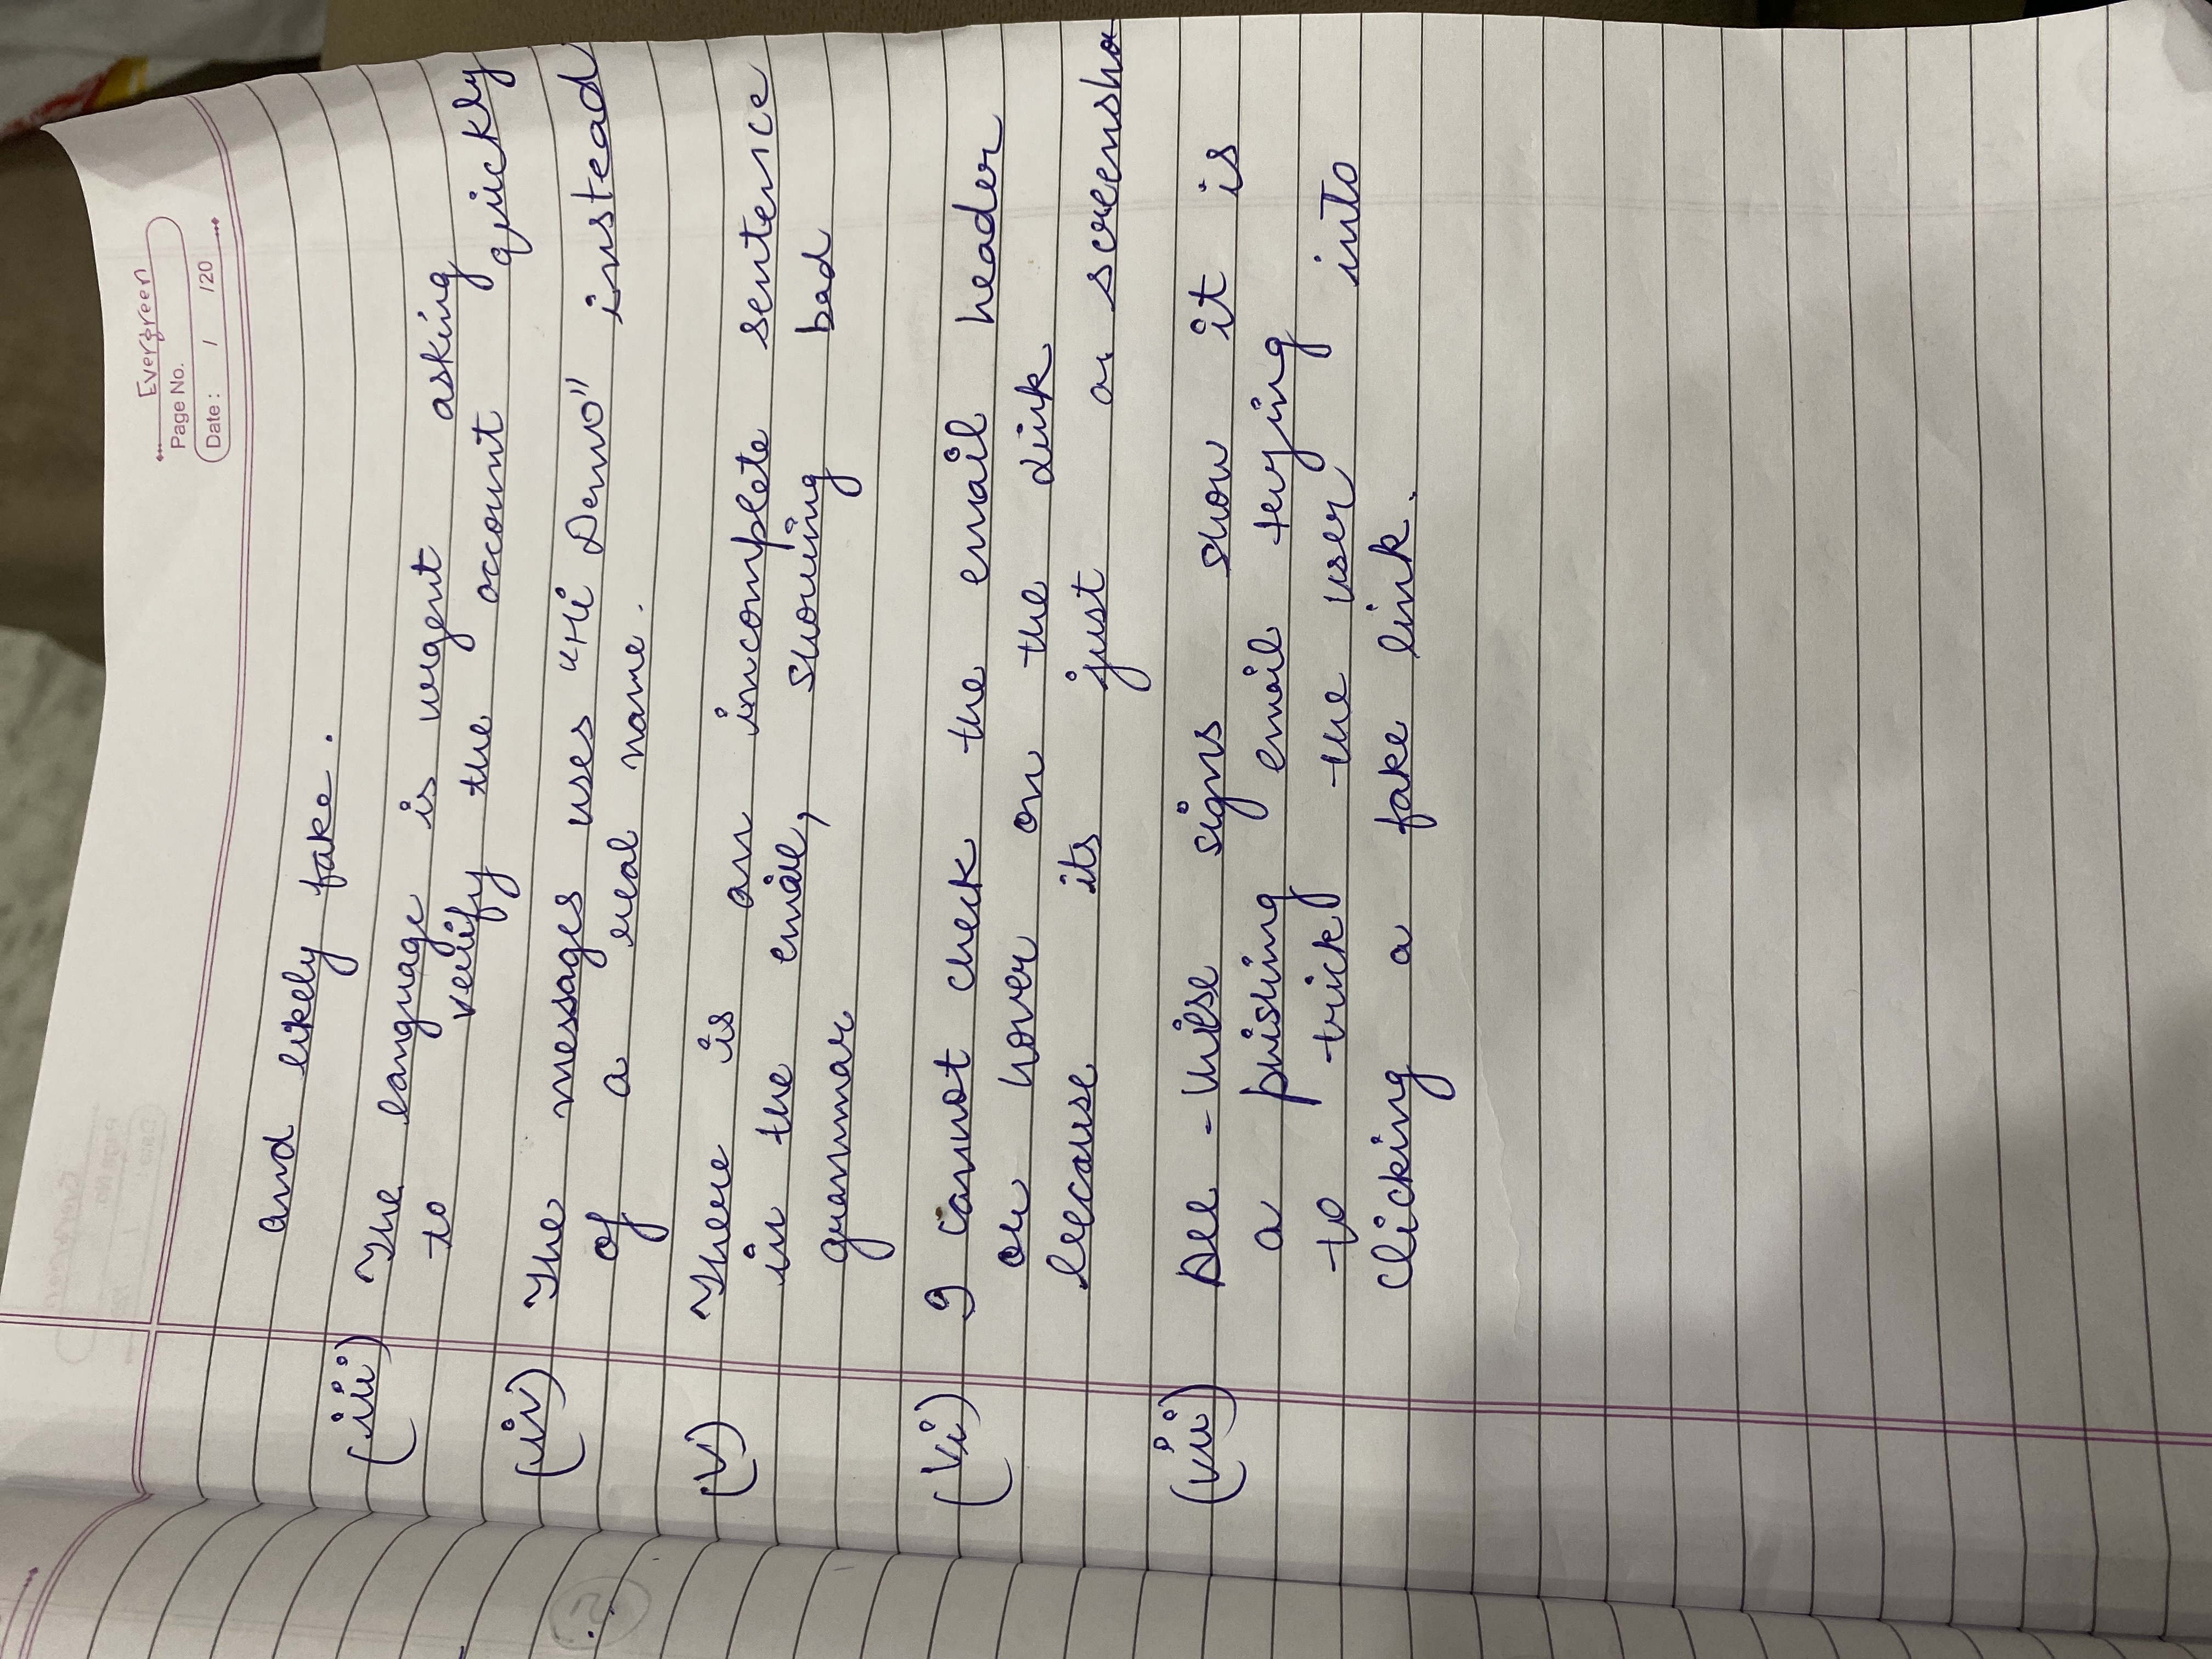 Evergreen
Page No.
Date : / /20
and likely fake.
(iii) The language is urgent asking
to verify the account quickly
(iv) The messages uses "Hi Demo" instead
of a real name.
(v) There is an incomplete sentence
in the email, showing bad
grammar
(vi) I cannot check the email header
or hover on the Link
because its just a screensho
(vii) All these signs show it is
a phishing email trying
to trick the user into
clicking a fake link.